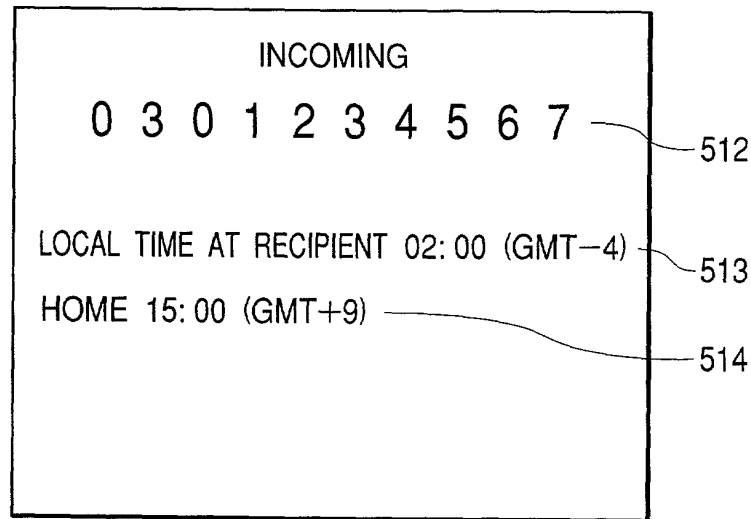 INCOMING
0 3 0 1 2 3 4 5 6 7
512
LOCAL TIME AT RECIPIENT 02:00 (GMT−4)
513
HOME 15:00 (GMT+9)
514